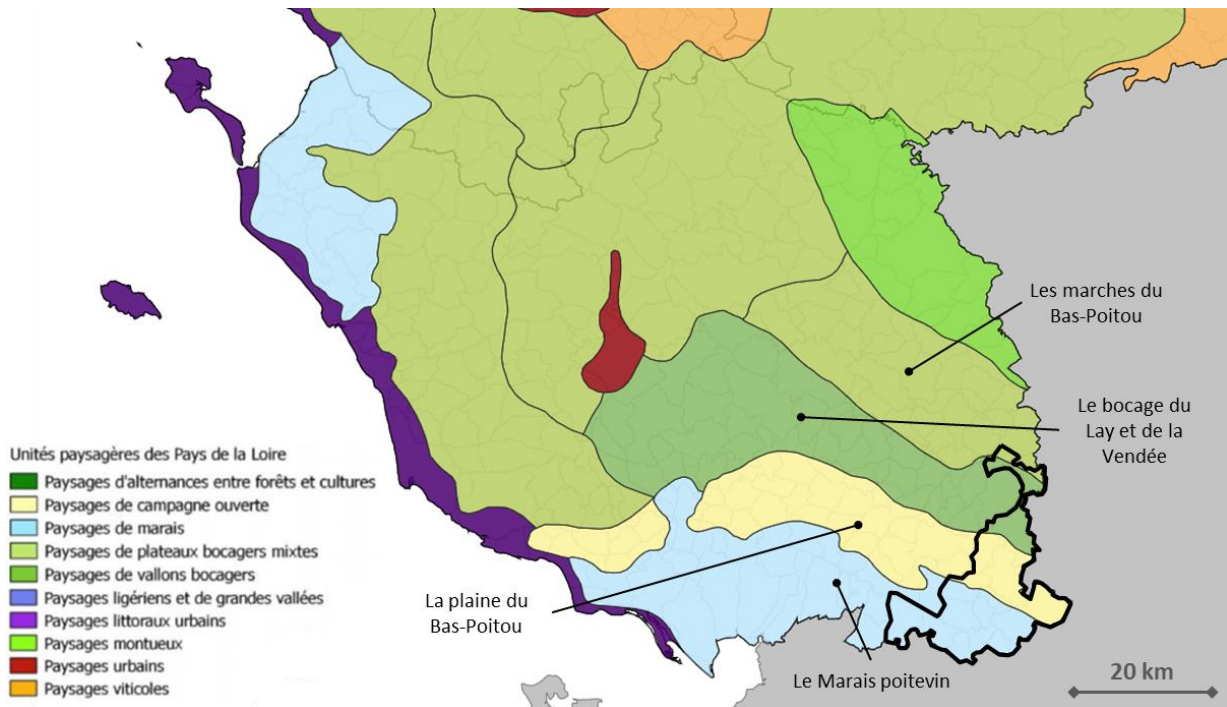 Les marches du
Bas-Poitou
Le bocage du
Lay et de la
Vendée
Unités paysagères des Pays de la Loire
Paysages d'alternances entre forêts et cultures
Paysages de campagne ouverte
Paysages de marais
Paysages de plateaux bocagers mixtes
Paysages de vallons bocagers
Paysages ligériens et de grandes vallées
Paysages littoraux urbains
Paysages montueux
Paysages urbains
Paysages viticoles
La plaine du
Bas-Poitou
Le Marais poitevin
20 km